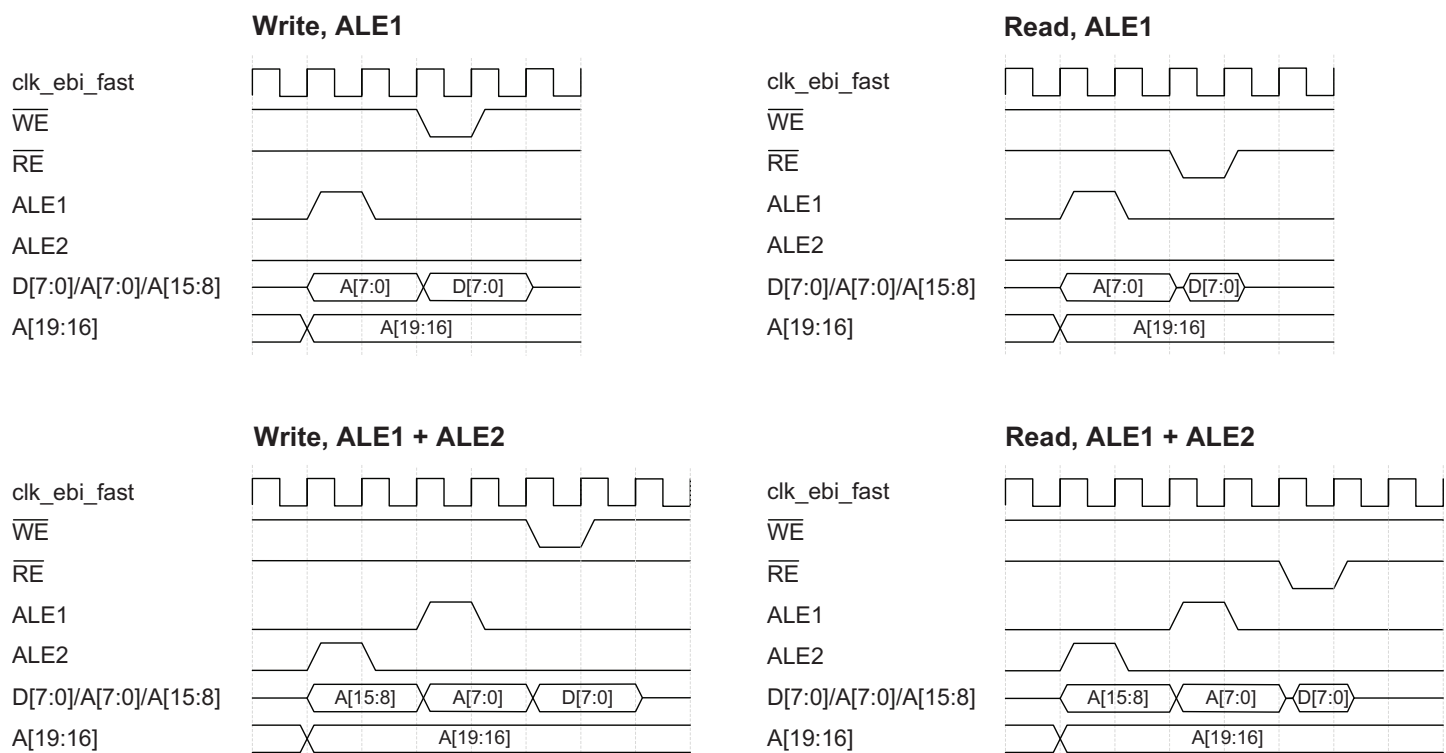 Write, ALE1
clk_ebi_fast
WE
RE
ALE1
ALE2
D[7:0]/A[7:0]/A[15:8]
A[7:0]
D[7:0]
A[19:16]
A[19:16]
Read, ALE1
clk_ebi_fast
WE
RE
ALE1
ALE2
D[7:0]/A[7:0]/A[15:8]
A[7:0]
D[7:0]
A[19:16]
A[19:16]
Write, ALE1 + ALE2
clk_ebi_fast
WE
RE
ALE1
ALE2
D[7:0]/A[7:0]/A[15:8]
A[15:8]
A[7:0]
D[7:0]
A[19:16]
A[19:16]
Read, ALE1 + ALE2
clk_ebi_fast
WE
RE
ALE1
ALE2
D[7:0]/A[7:0]/A[15:8]
A[15:8]
A[7:0]
D[7:0]
A[19:16]
A[19:16]